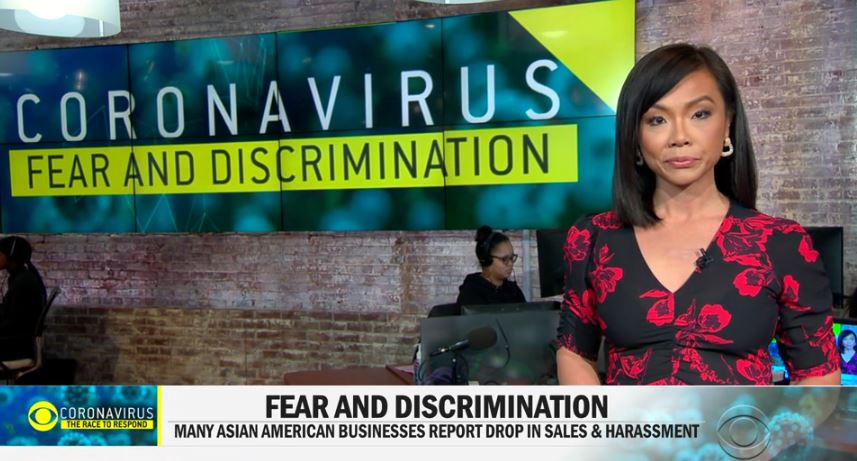 CORONAVIRUS
FEAR AND DISCRIMINATION
CORONAVIRUS
THE RACE TO RESPOND
FEAR AND DISCRIMINATION
MANY ASIAN AMERICAN BUSINESSES REPORT DROP IN SALES & HARASSMENT